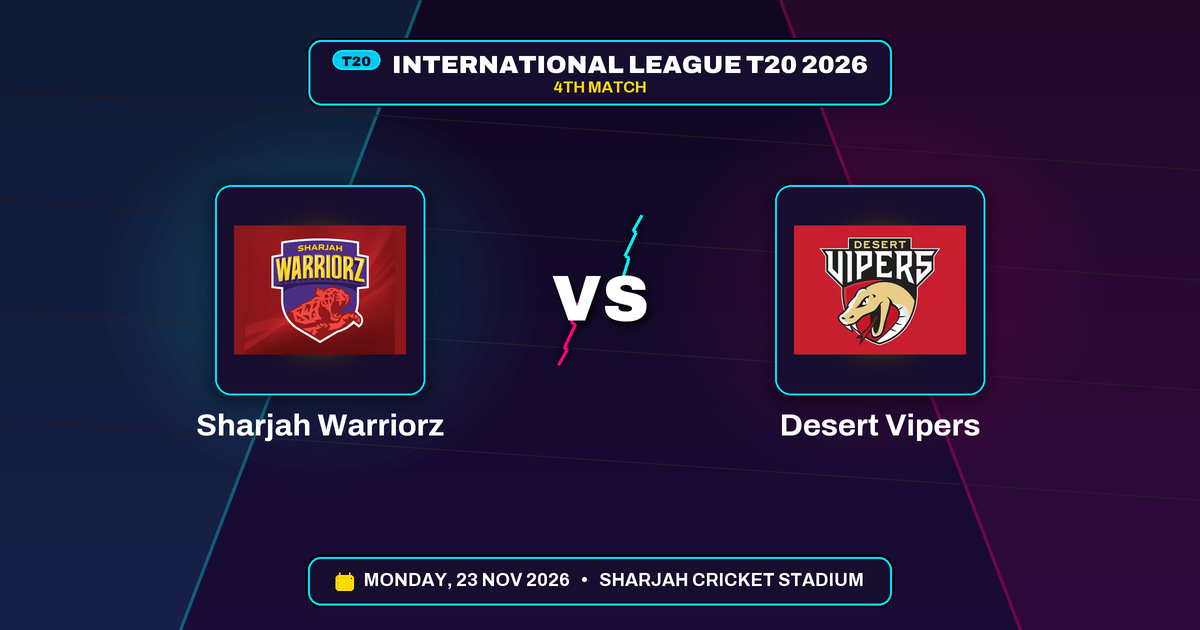 T20 INTERNATIONAL LEAGUE T20 2026
4TH MATCH
SHARJAH
WARRIORZ
DESERT
VIPERS
VS
Sharjah Warriorz
Desert Vipers
MONDAY, 23 NOV 2026 • SHARJAH CRICKET STADIUM